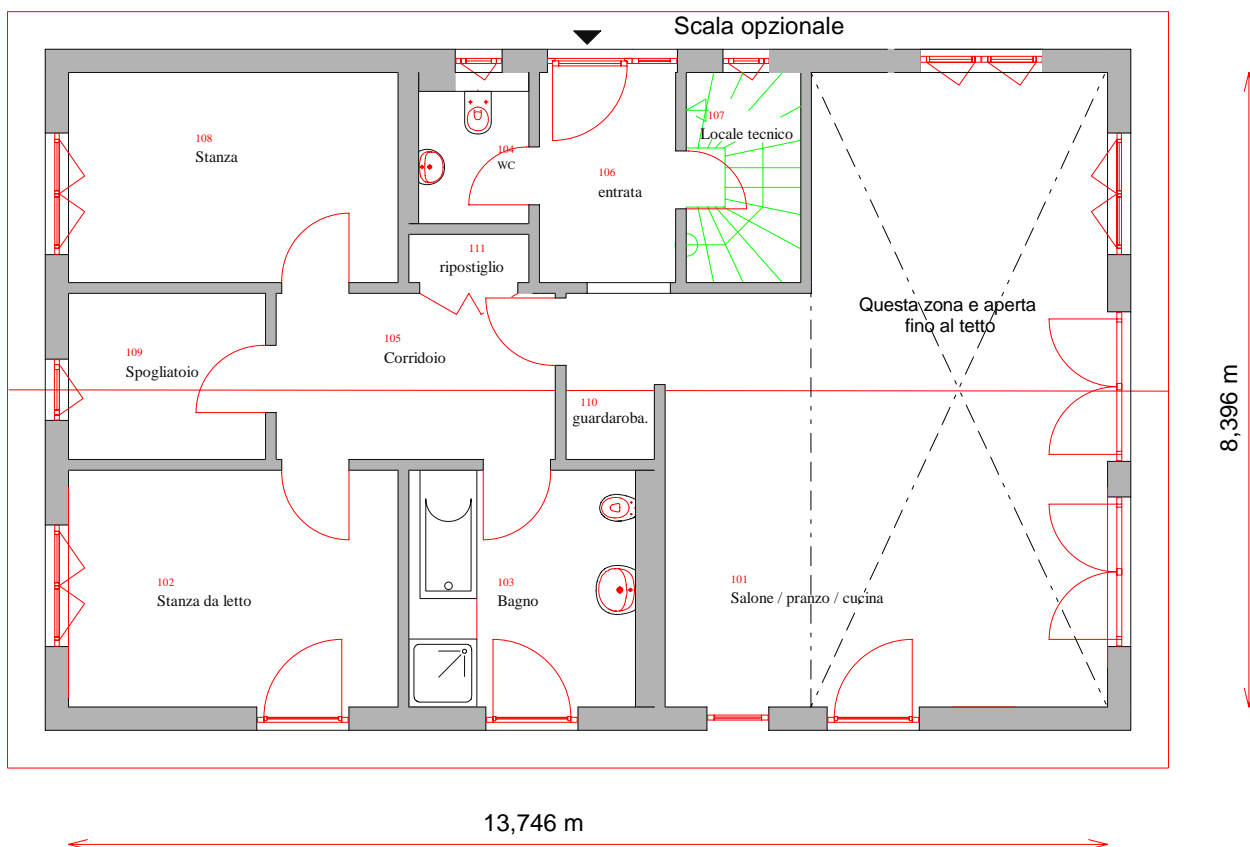 Scala opzionale
108
Stanza
104
WC
106
entrata
107
Locale tecnico
111
ripostiglio
Questa zona e aperta
fino al tetto
109
Spogliatoio
105
Corridoio
110
guardaroba.
8,396 m
102
Stanza da letto
103
Bagno
101
Salone / pranzo / cucina
13,746 m